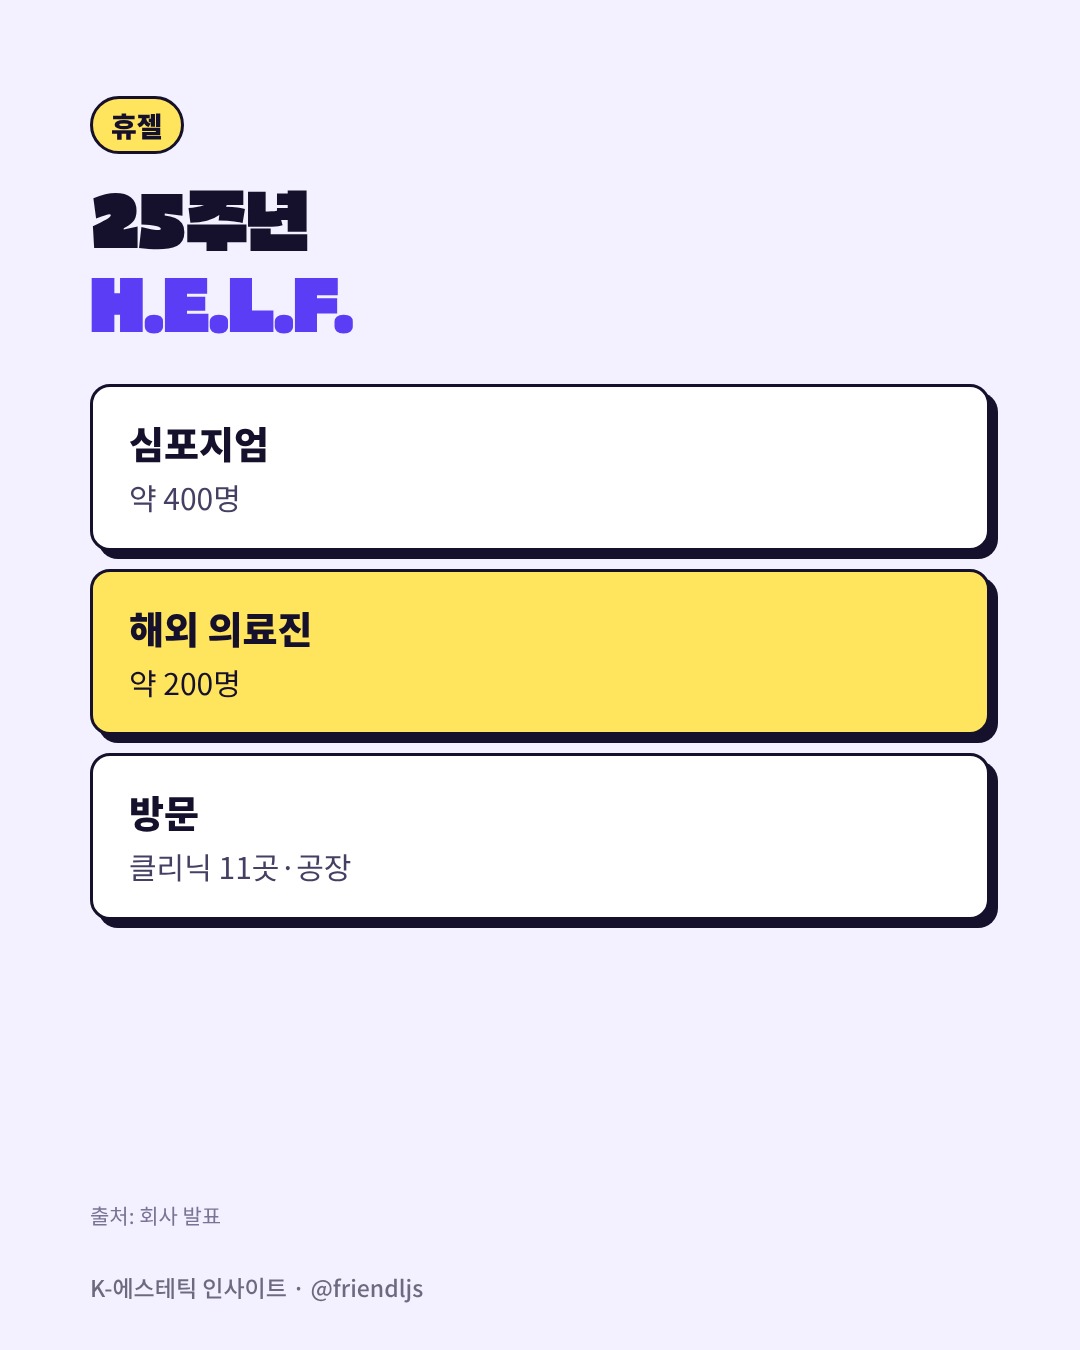 휴젤
25주년
H.E.L.F.
심포지엄
약 400명
해외 의료진
약 200명
방문
클리닉 11곳·공장
출처: 회사 발표
K-에스테틱 인사이트 · @friendljs